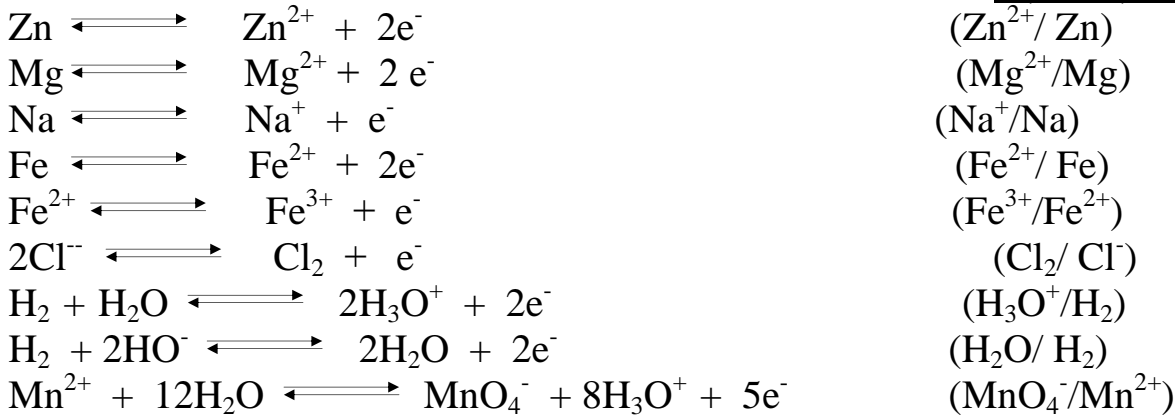 Zn ⇌ Zn²⁺ + 2e⁻ (Zn²⁺/ Zn)
Mg ⇌ Mg²⁺ + 2 e⁻ (Mg²⁺/Mg)
Na ⇌ Na⁺ + e⁻ (Na⁺/Na)
Fe ⇌ Fe²⁺ + 2e⁻ (Fe²⁺/ Fe)
Fe²⁺ ⇌ Fe³⁺ + e⁻ (Fe³⁺/Fe²⁺)
2Cl⁻⁻ ⇌ Cl₂ + e⁻ (Cl₂/ Cl⁻)
H₂ + H₂O ⇌ 2H₃O⁺ + 2e⁻ (H₃O⁺/H₂)
H₂ + 2HO⁻ ⇌ 2H₂O + 2e⁻ (H₂O/ H₂)
Mn²⁺ + 12H₂O ⇌ MnO₄⁻ + 8H₃O⁺ + 5e⁻ (MnO₄⁻/Mn²⁺)